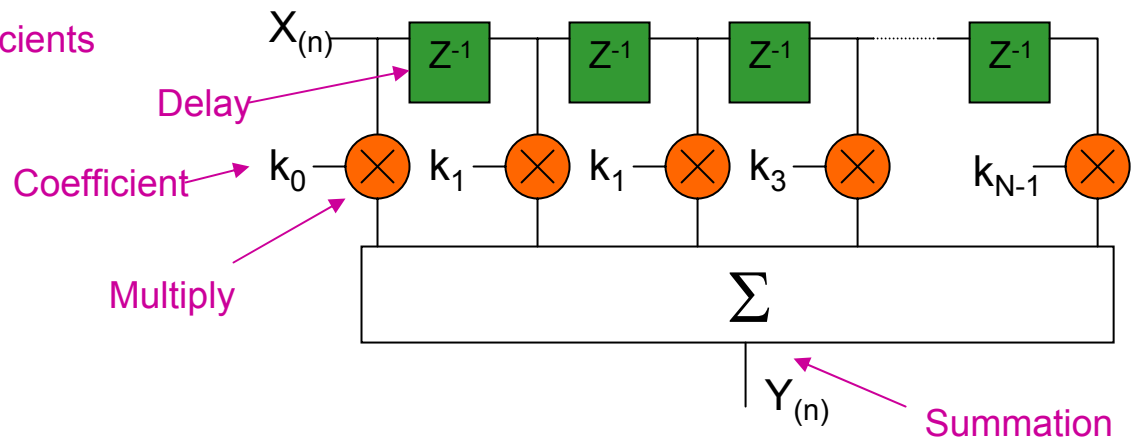 cients
X(n)
Z-1 Z-1 Z-1 Z-1
Delay
Coefficient
k0 k1 k1 k3 kN-1
Multiply
Σ
Y(n)
Summation